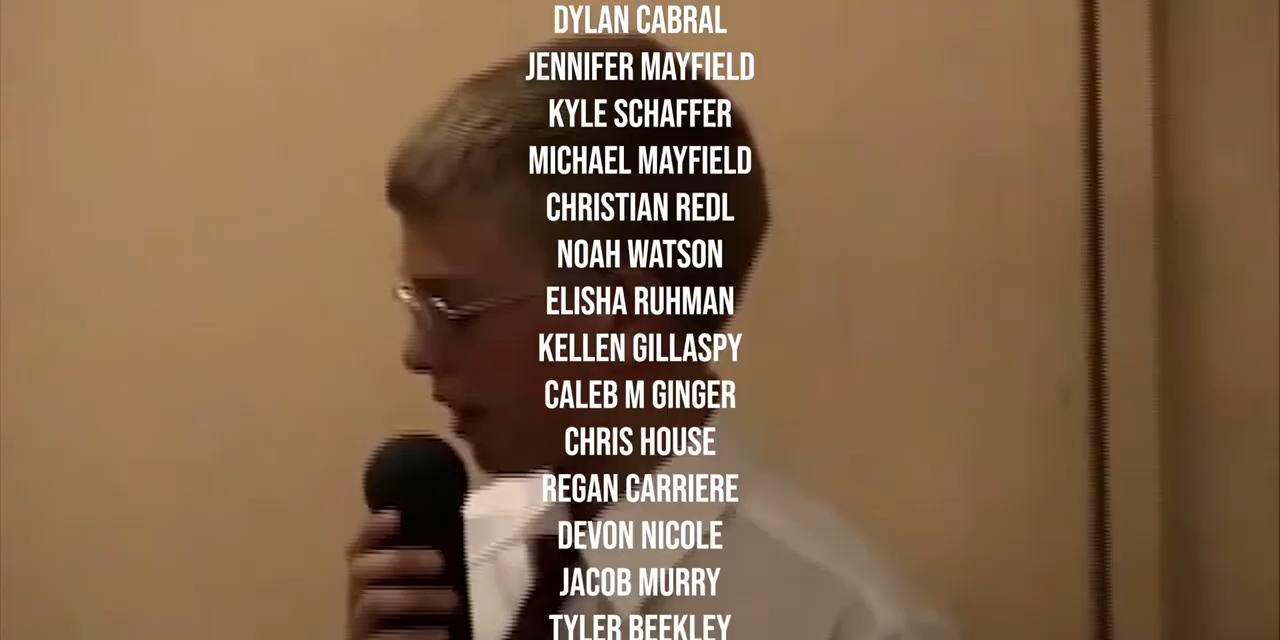 DYLAN CABRAL
JENNIFER MAYFIELD
KYLE SCHAFFER
MICHAEL MAYFIELD
CHRISTIAN REDL
NOAH WATSON
ELISHA RUHMAN
KELLEN GILLASPY
CALEB M GINGER
CHRIS HOUSE
REGAN CARRIERE
DEVON NICOLE
JACOB MURRY
TYLER BEEKLEY